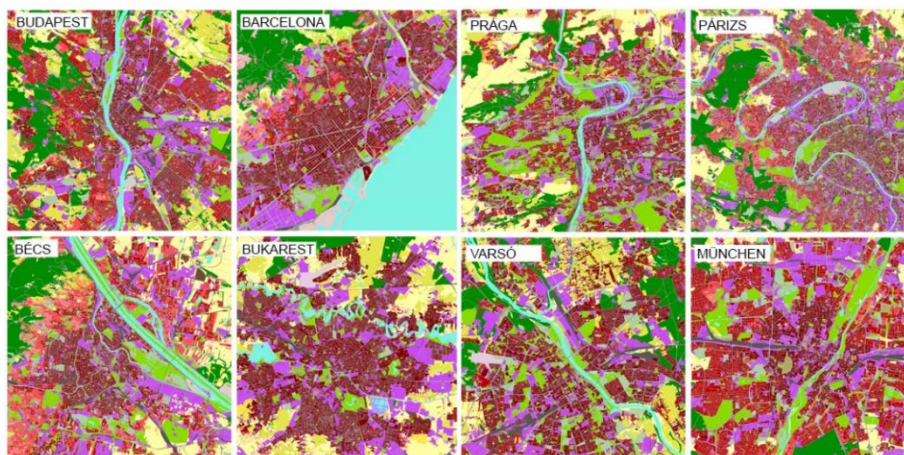 BUDAPEST
BARCELONA
PRÁGA
PÁRIZS
BÉCS
BUKAREST
VARSÓ
MÜNCHEN